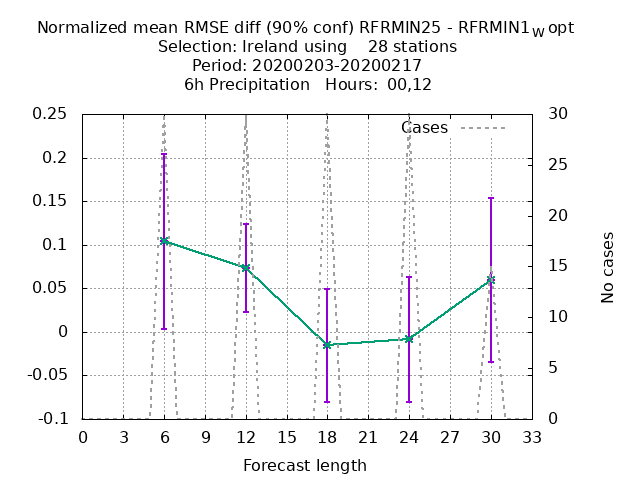 Normalized mean RMSE diff (90% conf) RFRMIN25 - RFRMIN1W opt
Selection: Ireland using 28 stations
Period: 20200203-20200217
6h Precipitation Hours: 00,12
Cases
0.25
0.2
0.15
0.1
0.05
0
-0.05
-0.1
30
25
20
15
10
5
0
No cases
0 3 6 9 12 15 18 21 24 27 30 33
Forecast length